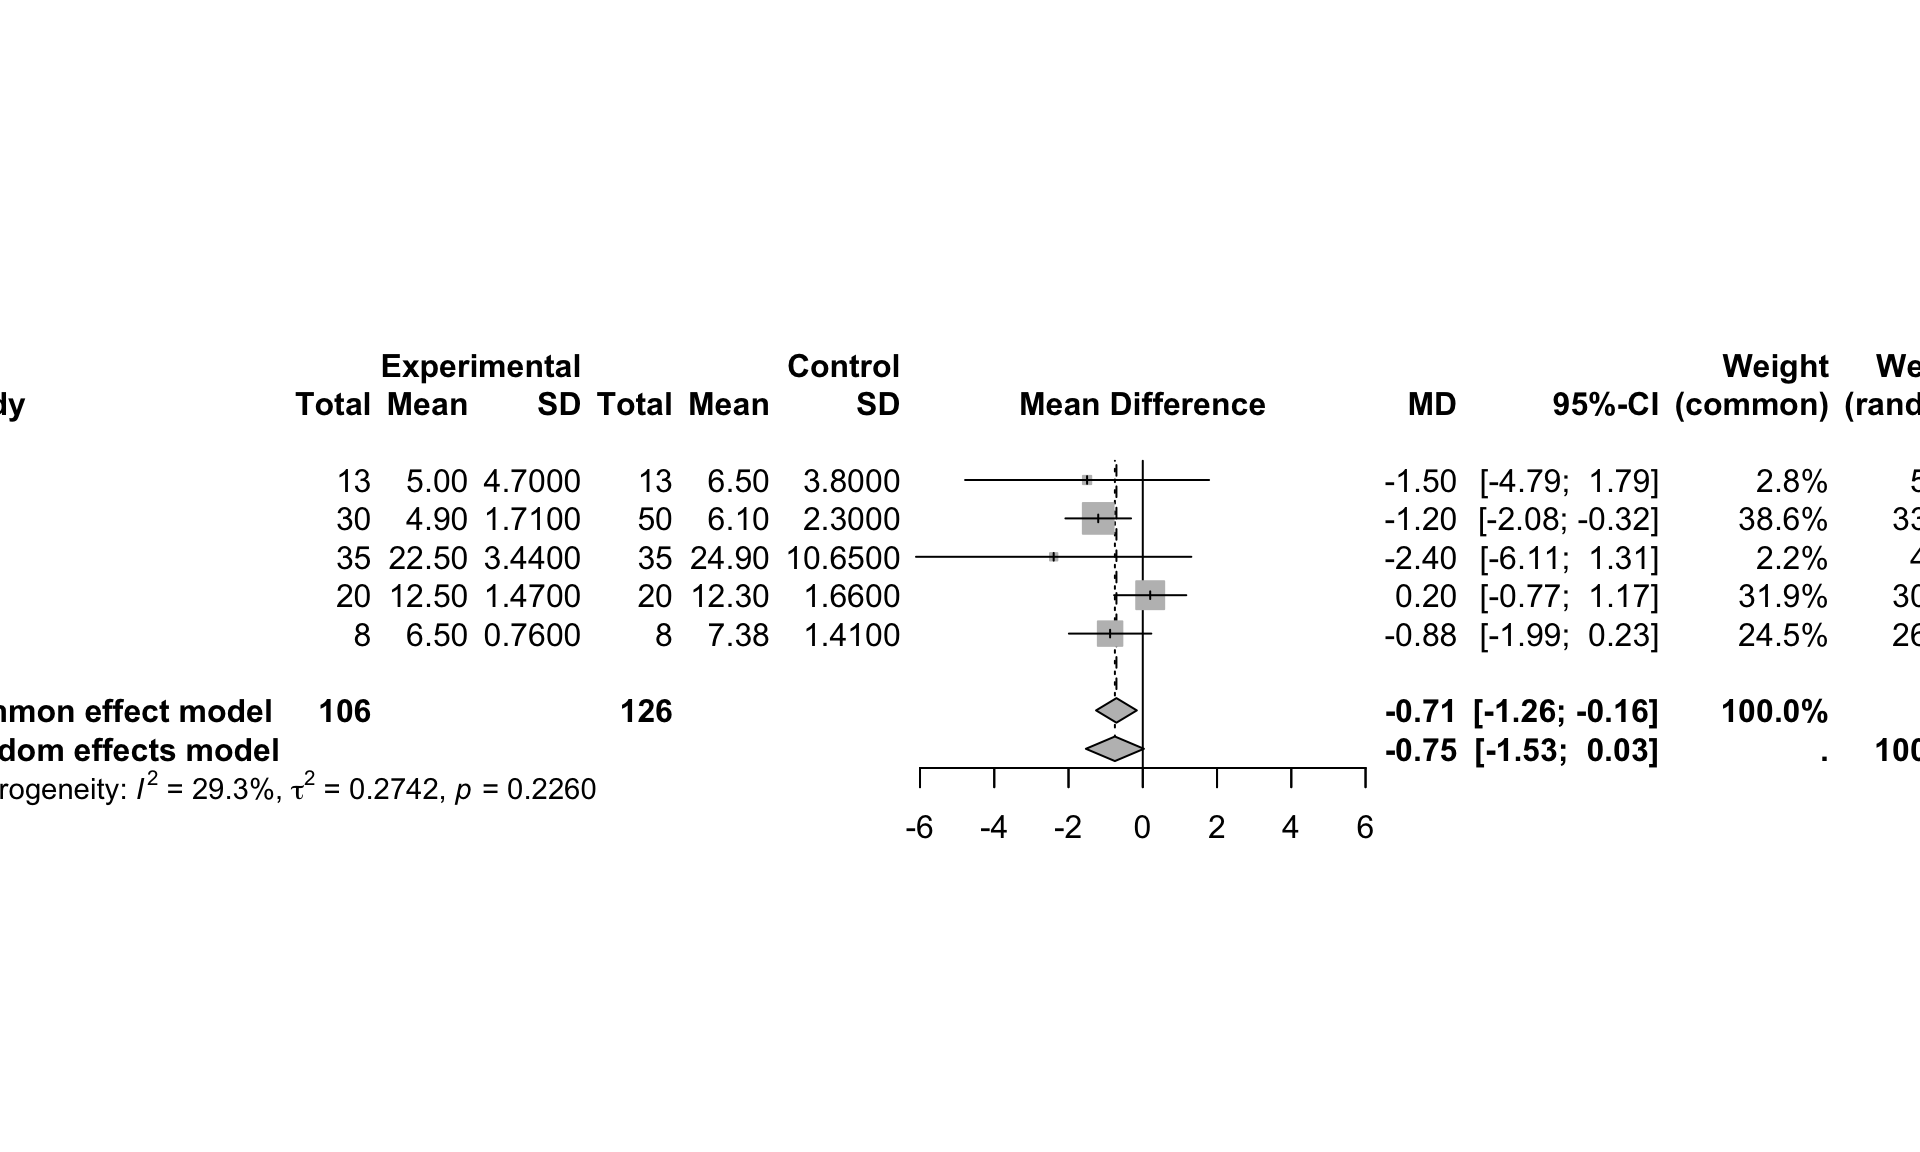 Experimental Control Weight We
dy Total Mean SD Total Mean SD Mean Difference MD 95%-CI (common) (rand
13 5.00 4.7000 13 6.50 3.8000 -1.50 [-4.79; 1.79] 2.8% 5
30 4.90 1.7100 50 6.10 2.3000 -1.20 [-2.08; -0.32] 38.6% 33
35 22.50 3.4400 35 24.90 10.6500 -2.40 [-6.11; 1.31] 2.2% 4
20 12.50 1.4700 20 12.30 1.6600 0.20 [-0.77; 1.17] 31.9% 30
8 6.50 0.7600 8 7.38 1.4100 -0.88 [-1.99; 0.23] 24.5% 26
mmon effect model 106 126 -0.71 [-1.26; -0.16] 100.0%
dom effects model -0.75 [-1.53; 0.03] . 100
rogeneity: I² = 29.3%, τ² = 0.2742, p = 0.2260
-6 -4 -2 0 2 4 6